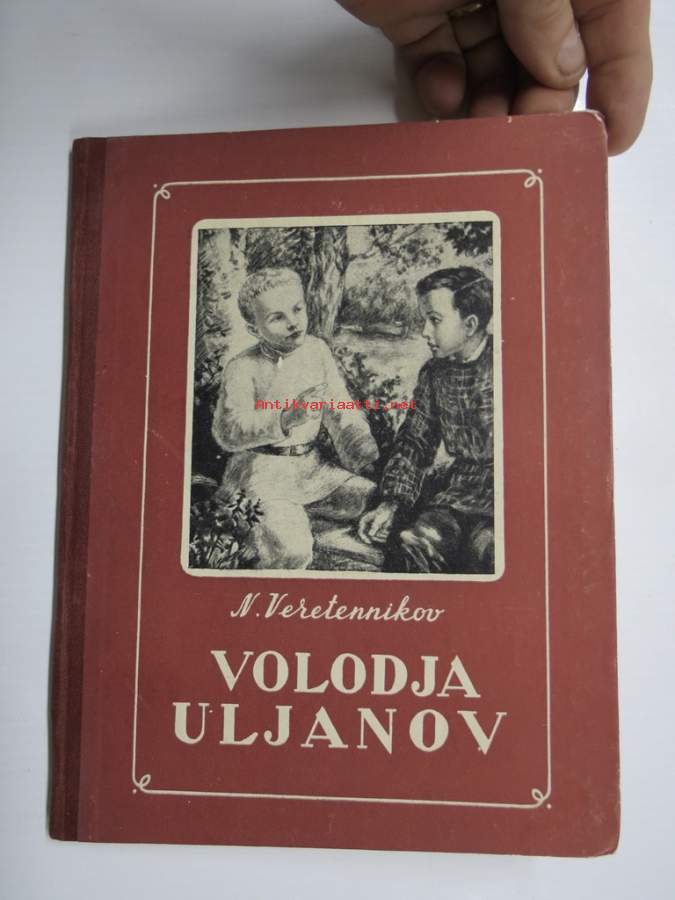 Antikvariaatti.net
N. Veretennikov
VOLODJA
ULJANOV